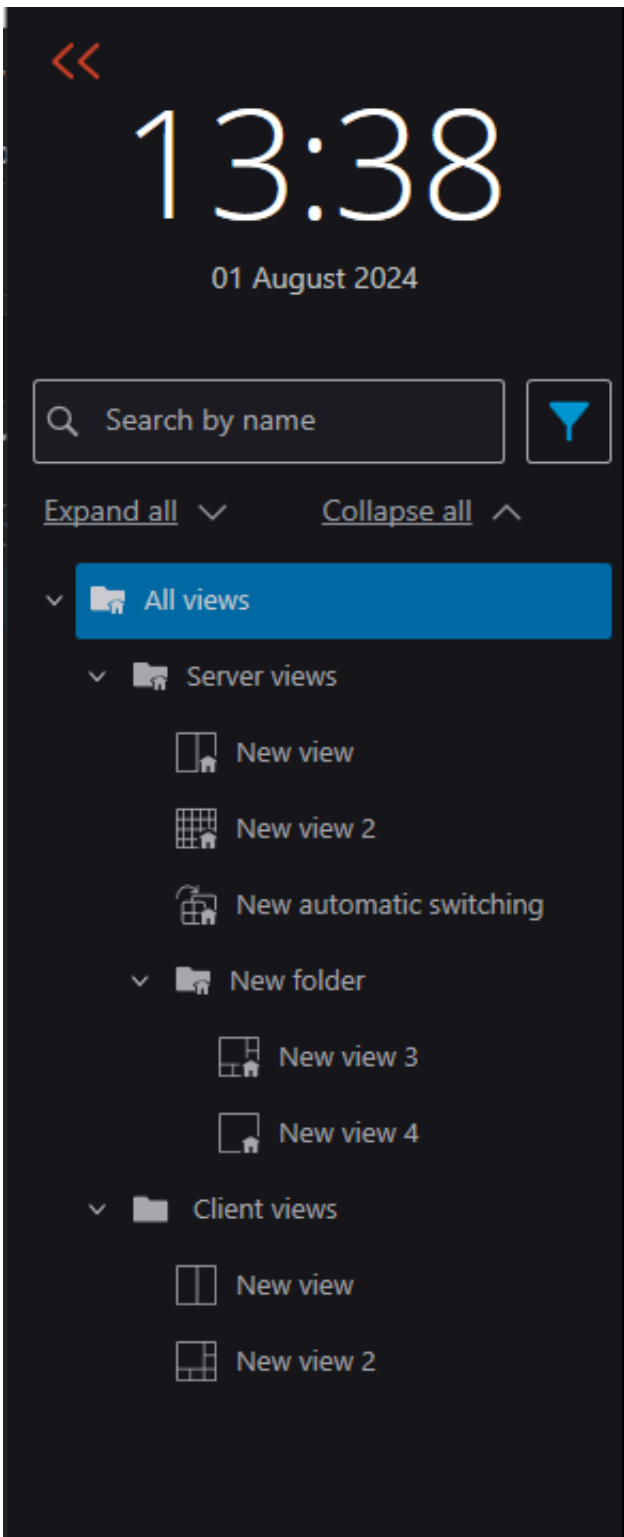 13:38
01 August 2024
Search by name
Expand all Collapse all
All views
Server views
New view
New view 2
New automatic switching
New folder
New view 3
New view 4
Client views
New view
New view 2